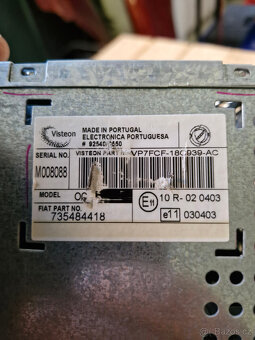 Visteon
MADE IN PORTUGAL
ELECTRONICA PORTUGUESA
VISTEON PART N
VP7FCF-18C939-AC
SERIAL NO.
M008088
MODEL
10 R- 02 0403
E11
e11 030403
FIAT PART NO.
735484418